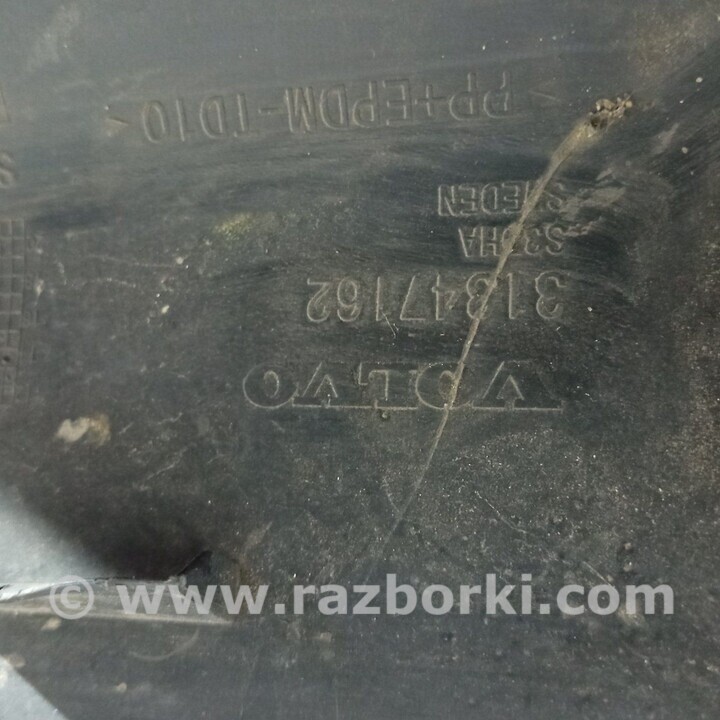 VOLVO
31347162
SWEDEN
>PP+EPDM-TD10<
© www.razborki.com